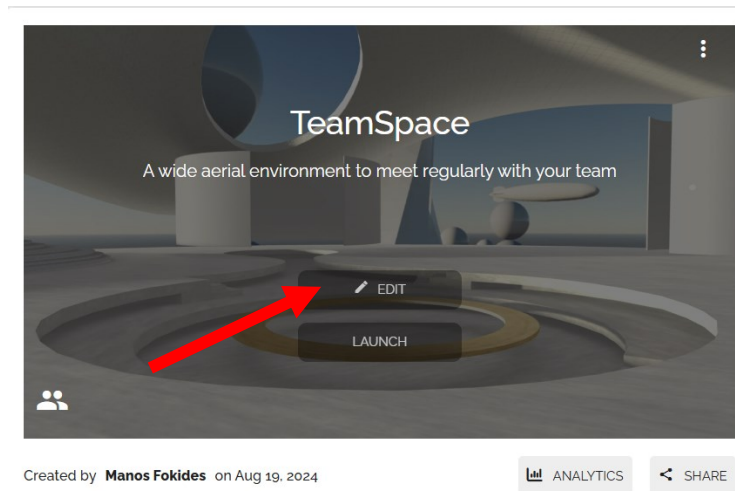 TeamSpace
A wide aerial environment to meet regularly with your team
EDIT
LAUNCH
Created by Manos Fokides on Aug 19, 2024
ANALYTICS
SHARE